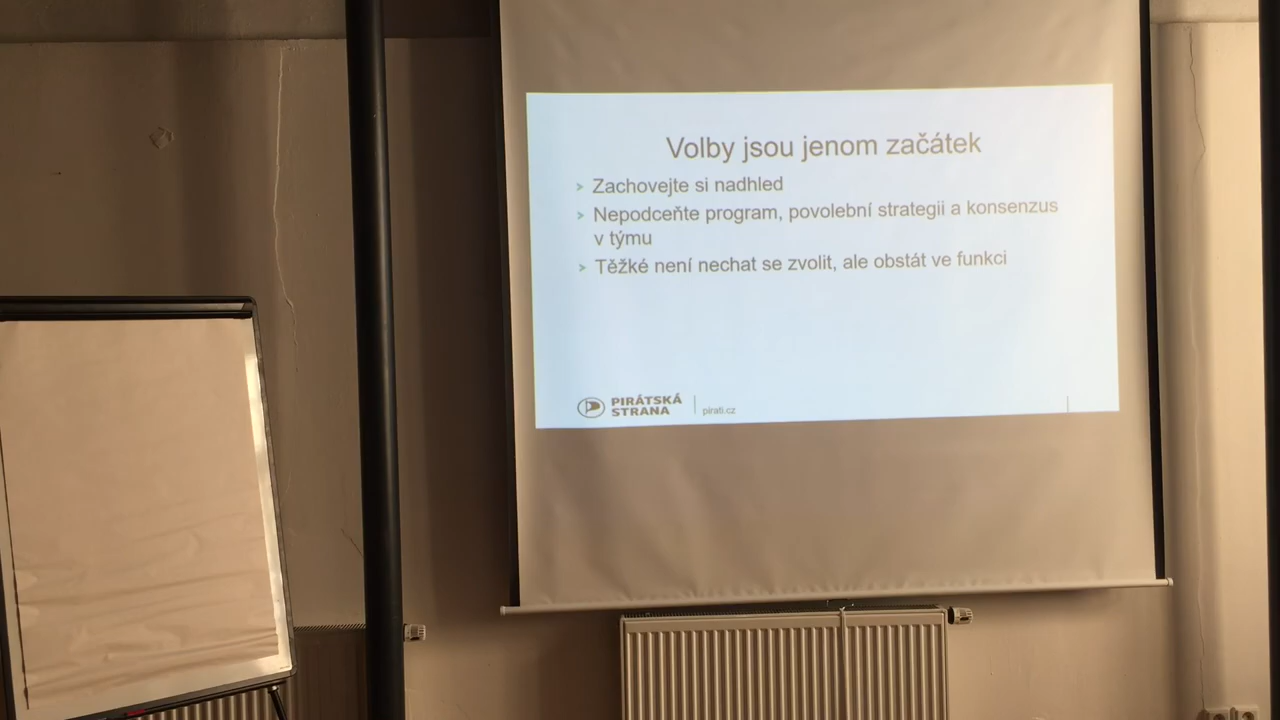 Volby jsou jenom začátek
Zachovejte si nadhled
Nepodceňte program, povolební strategii a konsenzus
v týmu
Těžké není nechat se zvolit, ale obstát ve funkci
PIRÁTSKÁ
STRANA
pirati.cz